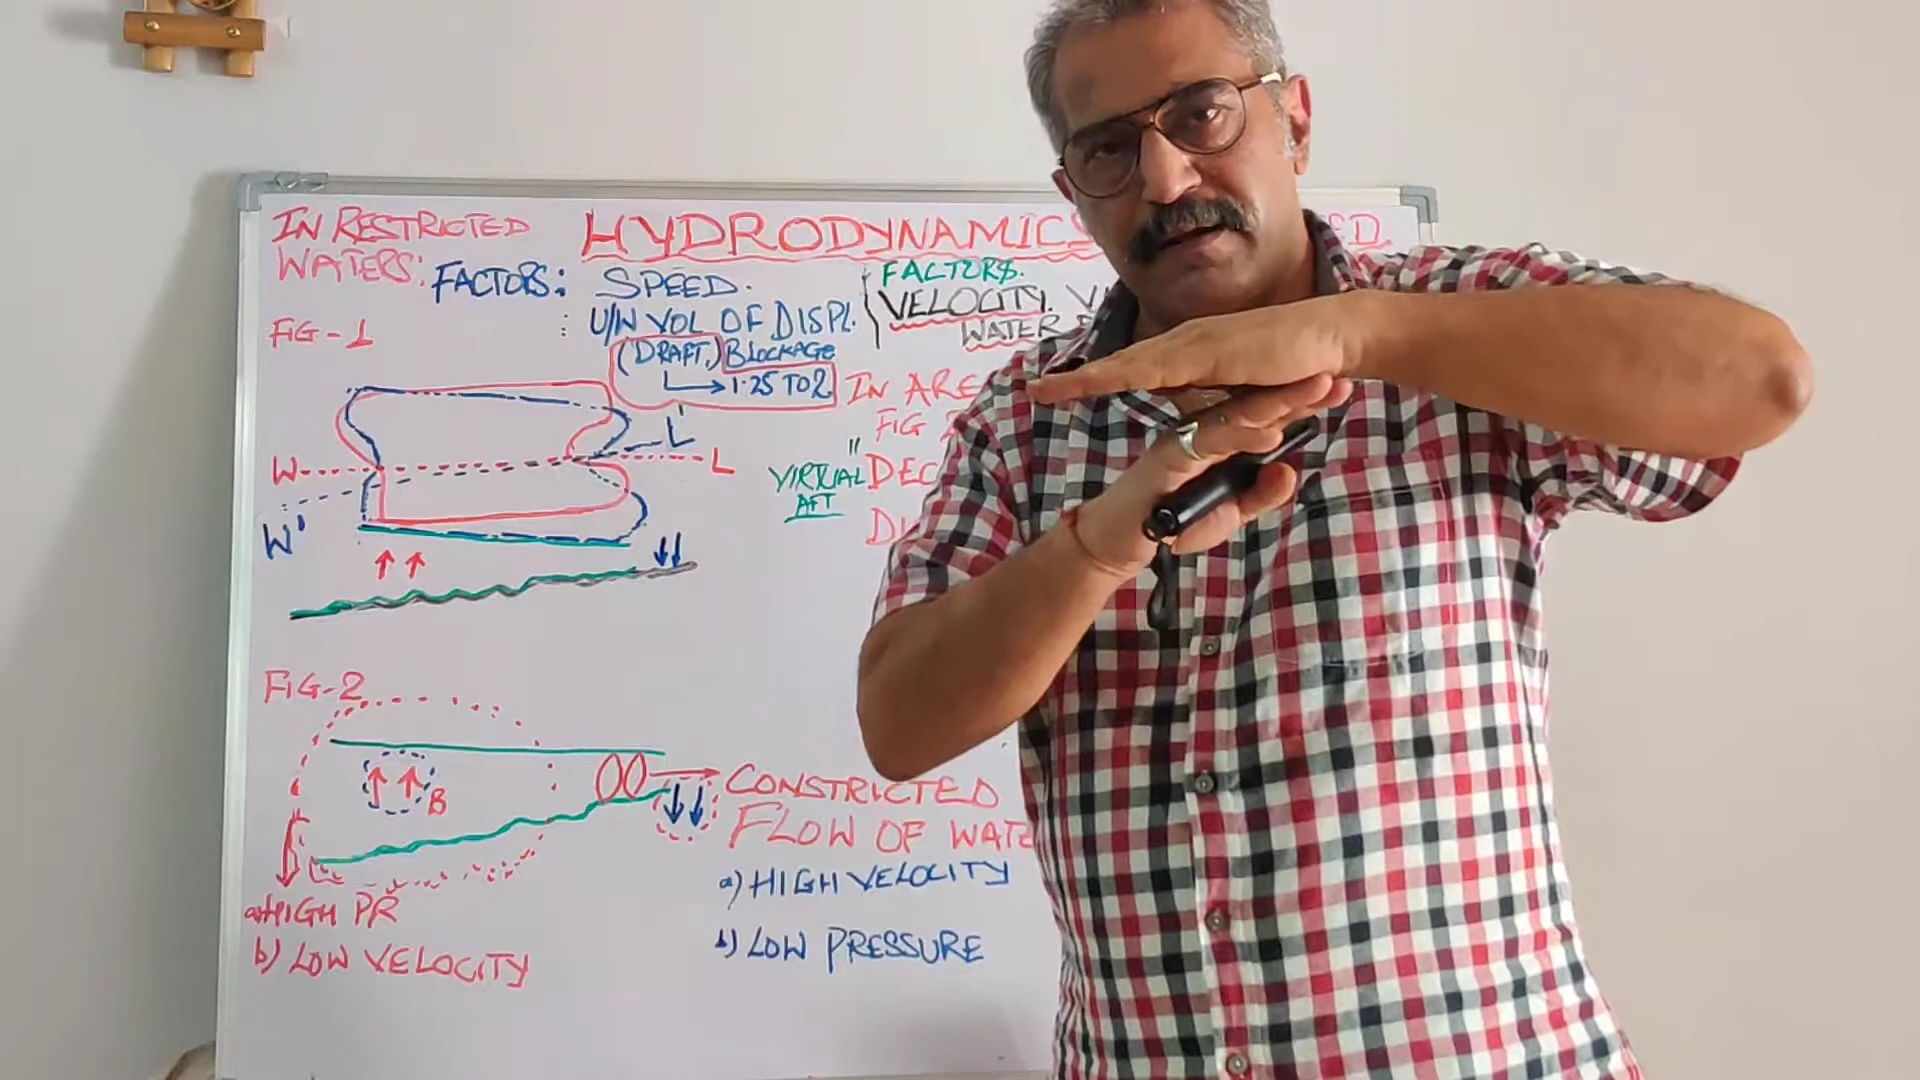 IN RESTRICTED
WATERS:
HYDRODYNAMICS
FACTORS: SPEED.
: U/W VOL OF DISPL.
(DRAFT,) BLOCKAGE
1.25 TO 2
FACTORS.
VELOCITY.
WATER
FIG-1
IN ARE
FIG
VIRTUAL
AFT
DEC
W
L
L'
W'
FIG-2
B
CONSTRICTED
FLOW OF WATE
a) HIGH VELOCITY
b) LOW PRESSURE
a) HIGH PR
b) LOW VELOCITY